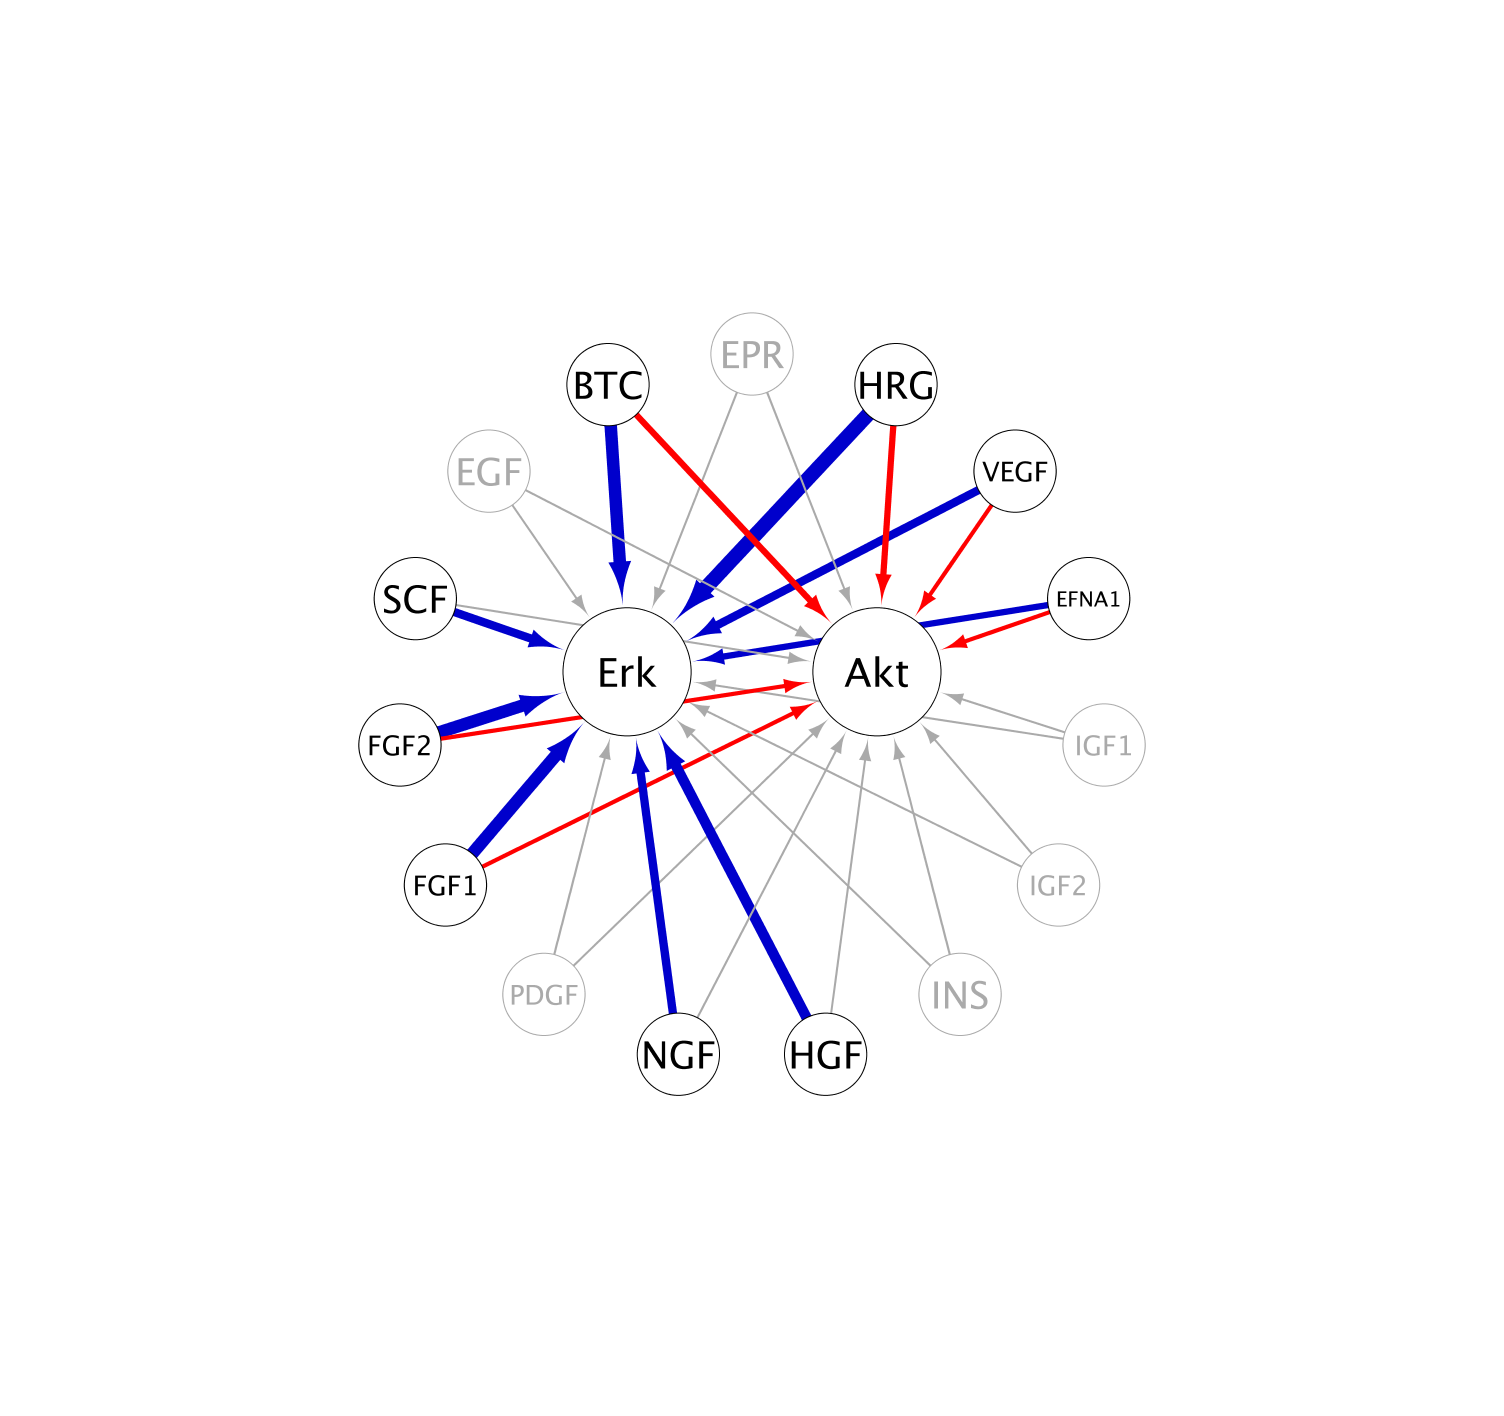 EPR
BTC
HRG
EGF
VEGF
SCF
EFNA1
Erk
Akt
FGF2
IGF1
FGF1
IGF2
PDGF
INS
NGF
HGF